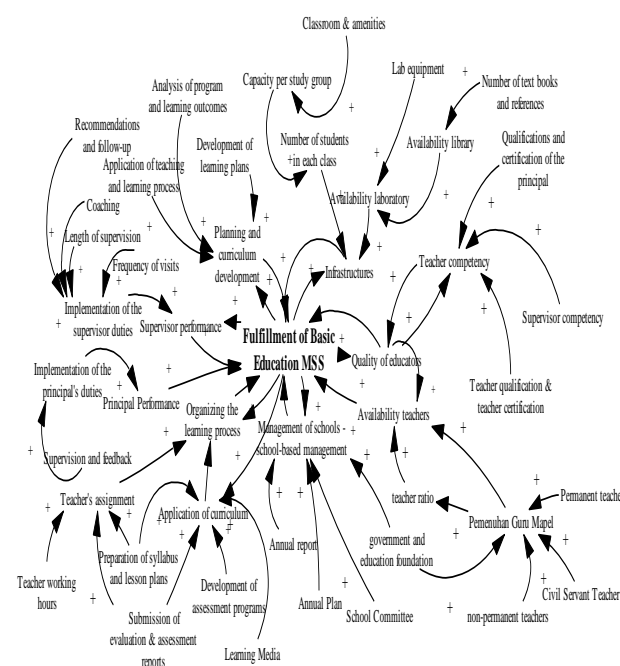 Classroom & amenities
Analysis of program
and learning outcomes
Capacity per study group
Lab equipment
Number of text books
and references
Recommendations
and follow-up
Development of
learning plans
Number of students
in each class
Availability library
Qualifications and
certification of the
principal
Application of teaching
and learning process
Availability laboratory
Coaching
Length of supervision
Planning and
curriculum
development
Frequency of visits
Infrastructures
Teacher competency
Implementation of the
supervisor duties
Supervisor performance
Supervisor competency
Fulfillment of Basic
Education MSS
Quality of educators
Implementation of the
principal's duties
Principal Performance
Organizing the
learning process
Management of schools -
school-based management
Availability teachers
Teacher qualification &
teacher certification
Supervision and feedback
Teacher's assignment
Application of curriculum
teacher ratio
Pemenuhan Guru Mapel
Permanent teache
Annual report
government and
education foundation
Preparation of syllabus
and lesson plans
Teacher working
hours
Development of
assessment programs
Annual Plan
School Committee
non-permanent teachers
Civil Servant Teacher
Submission of
evaluation & assessment
reports
Learning Media